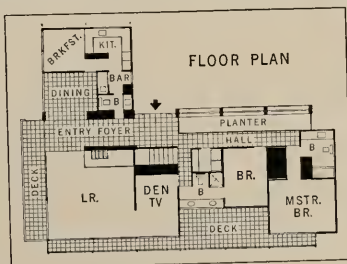 BRKFST.
KIT.
BAR
FLOOR PLAN
DINING
B
PLANTER
ENTRY FOYER
HALL
B
DECK
LR.
DEN
TV
B
BR.
MSTR.
BR.
DECK